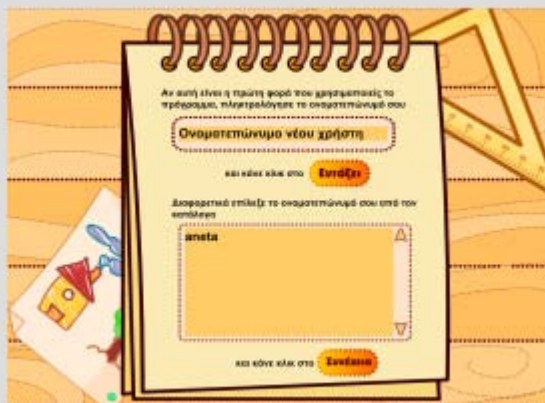 Αν αυτή είναι η πρώτη φορά που χρησιμοποιείς το
πρόγραμμα, πληκτρολόγησε το ονοματεπώνυμό σου
Ονοματεπώνυμο νέου χρήστη
και κάνε κλικ στο Εντάξει
Διαφορετικά επίλεξε το ονοματεπώνυμό σου από τον
κατάλογο
aneta
και κάνε κλικ στο Συνέχεια